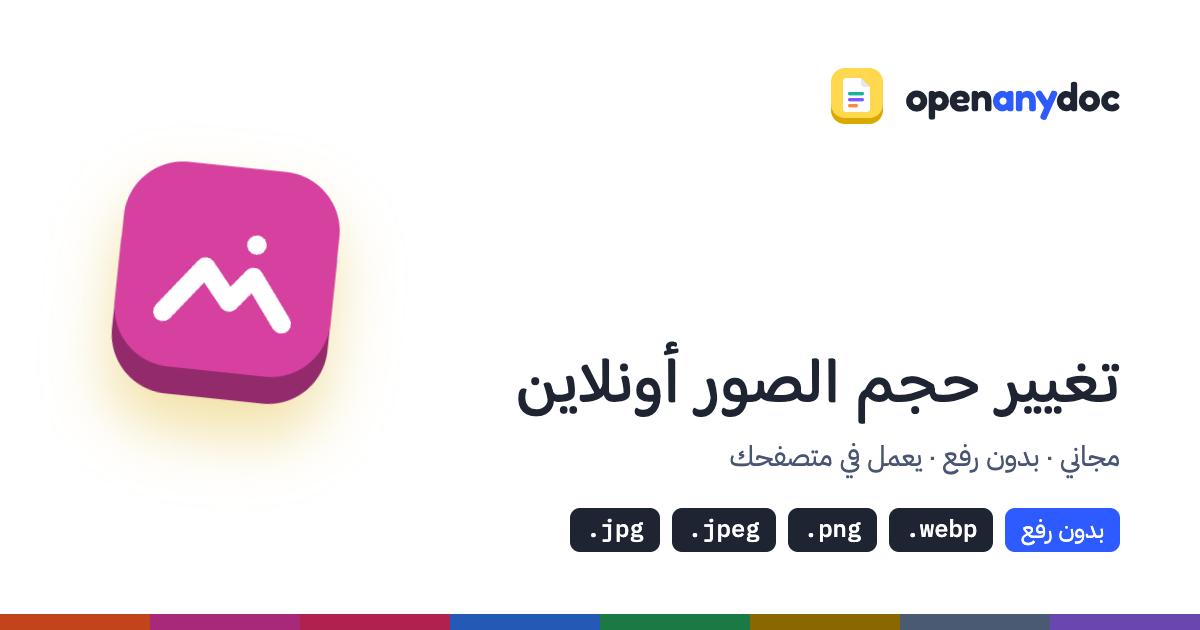 openanydoc
تغيير حجم الصور أونلاين
مجاني · بدون رفع · يعمل في متصفحك
بدون رفع .webp .png .jpeg .jpg